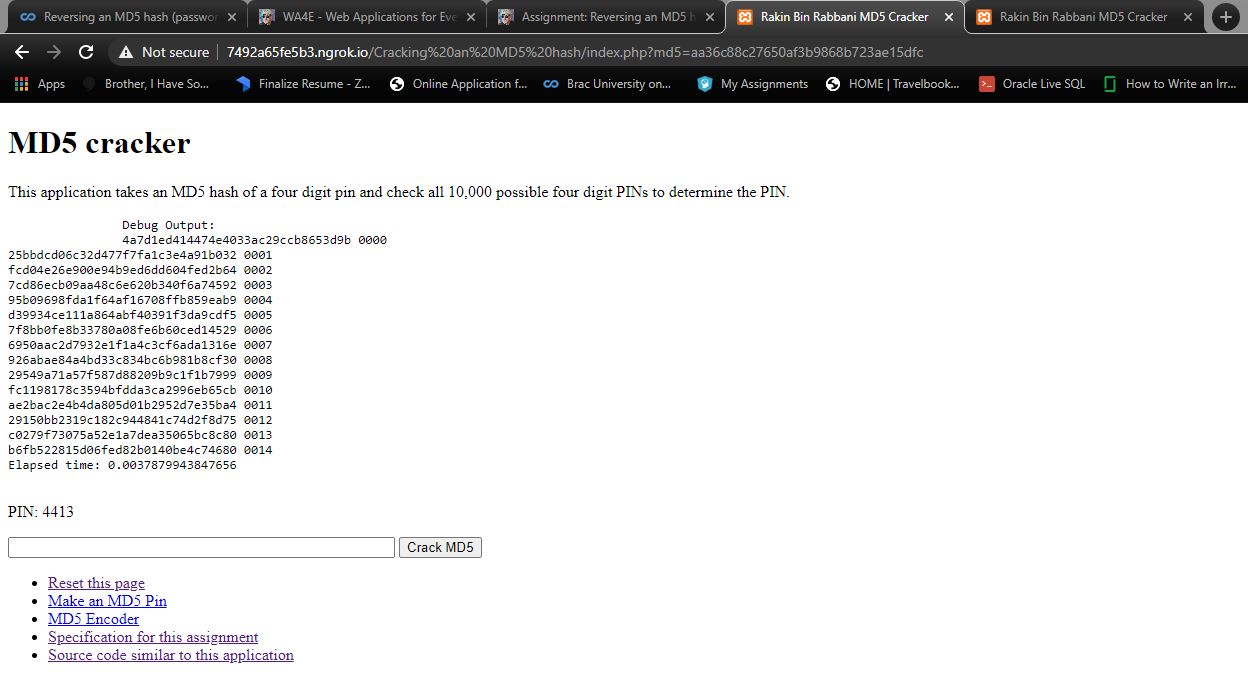 Reversing an MD5 hash (passwor
WA4E - Web Applications for Eve
Assignment: Reversing an MD5 h
Rakin Bin Rabbani MD5 Cracker
Rakin Bin Rabbani MD5 Cracker
Not secure | 7492a65fe5b3.ngrok.io/Cracking%20an%20MD5%20hash/index.php?md5=aa36c88c27650af3b9868b723ae15dfc
Apps
Brother, I Have So...
Finalize Resume - Z...
Online Application f...
Brac University on...
My Assignments
HOME | Travelbook...
Oracle Live SQL
How to Write an Irr...
MD5 cracker
This application takes an MD5 hash of a four digit pin and check all 10,000 possible four digit PINs to determine the PIN.
Debug Output:
4a7d1ed414474e4033ac29ccb8653d9b 0000
25bbdcd06c32d477f7fa1c3e4a91b032 0001
fcd04e26e900e94b9ed6dd604fed2b64 0002
7cd86ecb09aa48c6e620b340f6a74592 0003
95b09698fda1f64af16708ffb859eab9 0004
d39934ce111a864abf40391f3da9cdf5 0005
7f8bb0fe8b33780a08fe6b60ced14529 0006
6950aac2d7932e1f1a4c3cf6ada1316e 0007
926abae84a4bd33c834bc6b981b8cf30 0008
29549a71a57f587d88209b9c1f1b7999 0009
fc1198178c3594bfdda3ca2996eb65cb 0010
ae2bac2e4b4da805d01b2952d7e35ba4 0011
29150bb2319c182c944841c74d2f8d75 0012
c0279f73075a52e1a7dea35065bc8c80 0013
b6fb522815d06fed82b0140be4c74680 0014
Elapsed time: 0.0037879943847656
PIN: 4413
Crack MD5
Reset this page
Make an MD5 Pin
MD5 Encoder
Specification for this assignment
Source code similar to this application